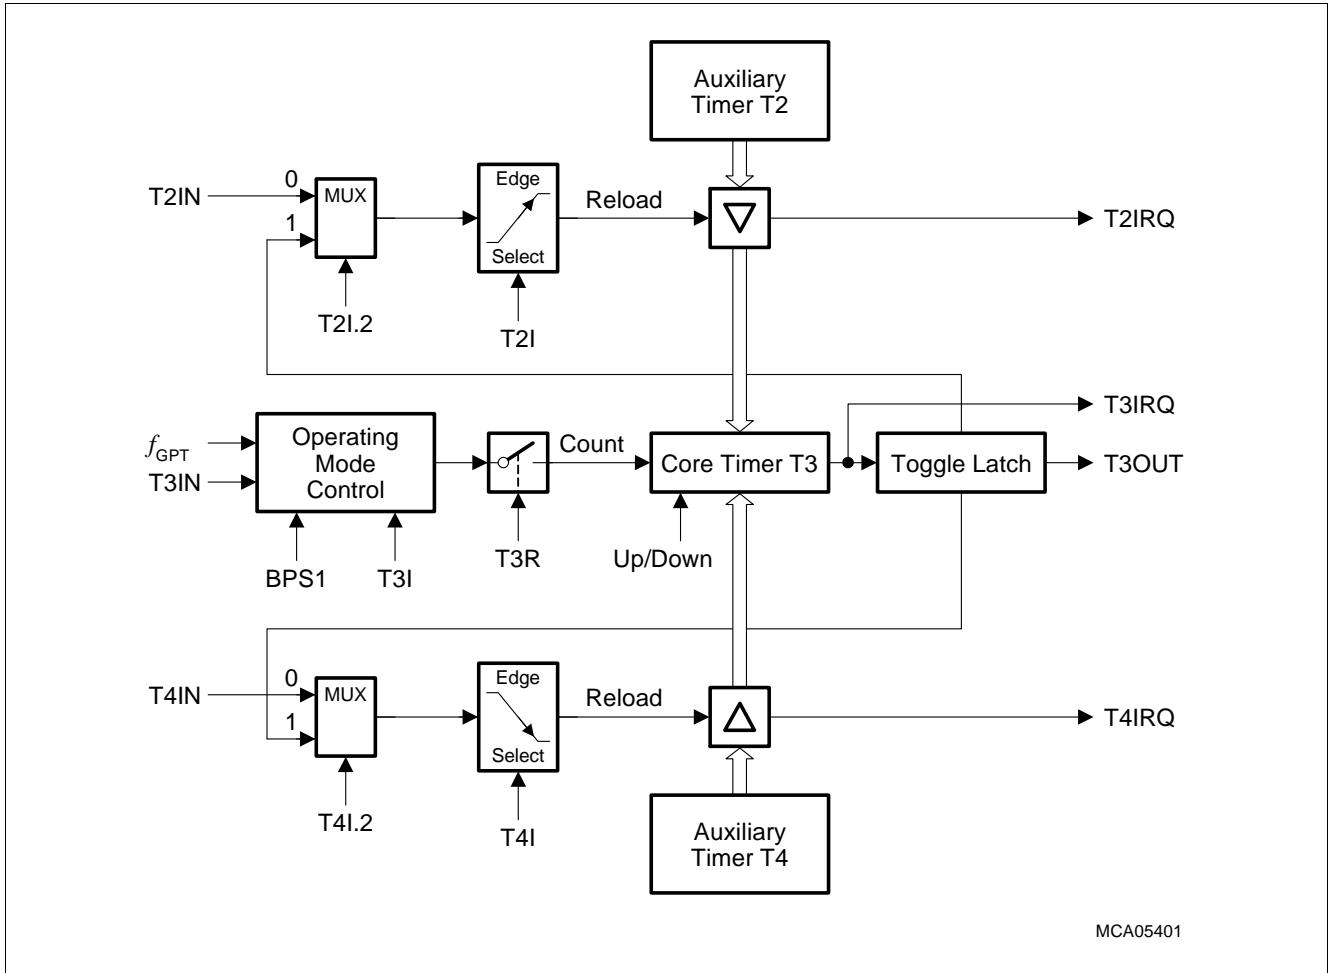 Auxiliary
Timer T2
T2IN
0
1
MUX
T2I.2
Edge
Select
T2I
Reload
T2IRQ
fGPT
T3IN
Operating
Mode
Control
BPS1
T3I
T3R
Count
Core Timer T3
Up/Down
Toggle Latch
T3IRQ
T3OUT
T4IN
0
1
MUX
T4I.2
Edge
Select
T4I
Reload
T4IRQ
Auxiliary
Timer T4
MCA05401